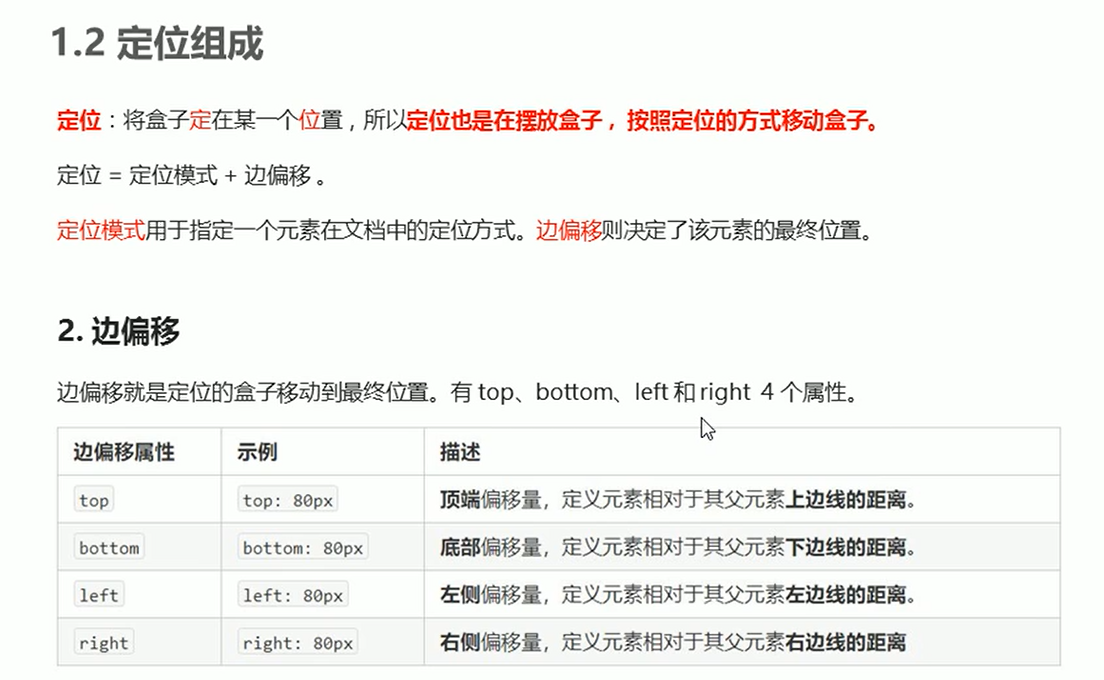 1.2 定位组成
定位：将盒子定在某一个位置，所以定位也是在摆放盒子，按照定位的方式移动盒子。
定位 = 定位模式 + 边偏移 。
定位模式用于指定一个元素在文档中的定位方式。边偏移则决定了该元素的最终位置。
2. 边偏移
边偏移就是定位的盒子移动到最终位置。有 top、bottom、left 和 right 4 个属性。
边偏移属性 示例 描述
top top: 80px 顶端偏移量，定义元素相对于其父元素上边线的距离。
bottom bottom: 80px 底部偏移量，定义元素相对于其父元素下边线的距离。
left left: 80px 左侧偏移量，定义元素相对于其父元素左边线的距离。
right right: 80px 右侧偏移量，定义元素相对于其父元素右边线的距离